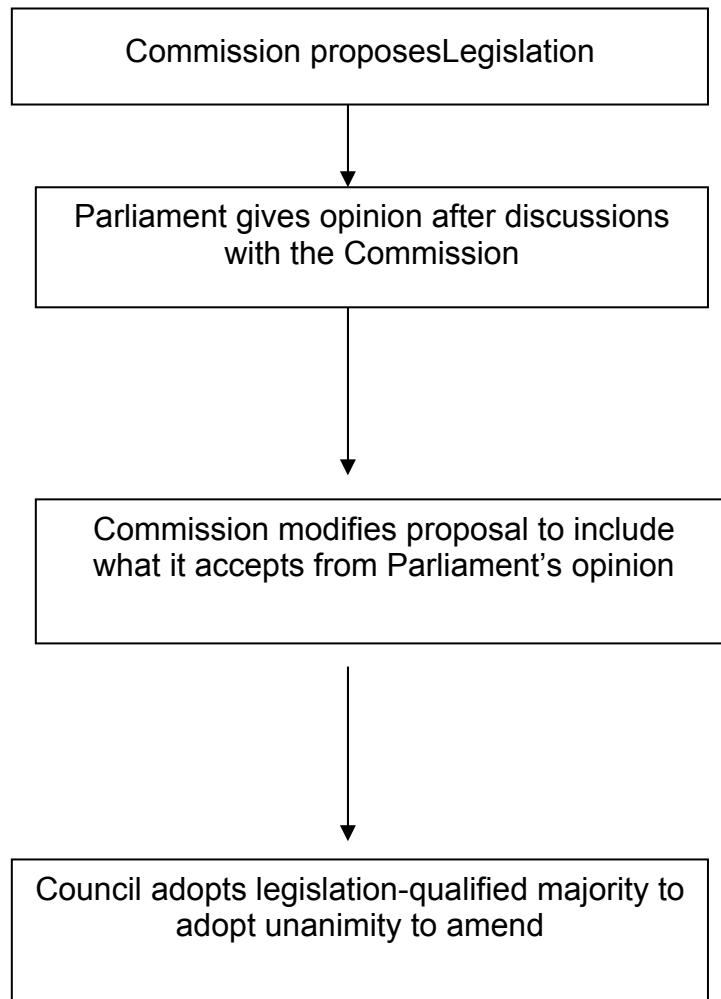 Commission proposesLegislation
Parliament gives opinion after discussions
with the Commission
Commission modifies proposal to include
what it accepts from Parliament’s opinion
Council adopts legislation-qualified majority to
adopt unanimity to amend